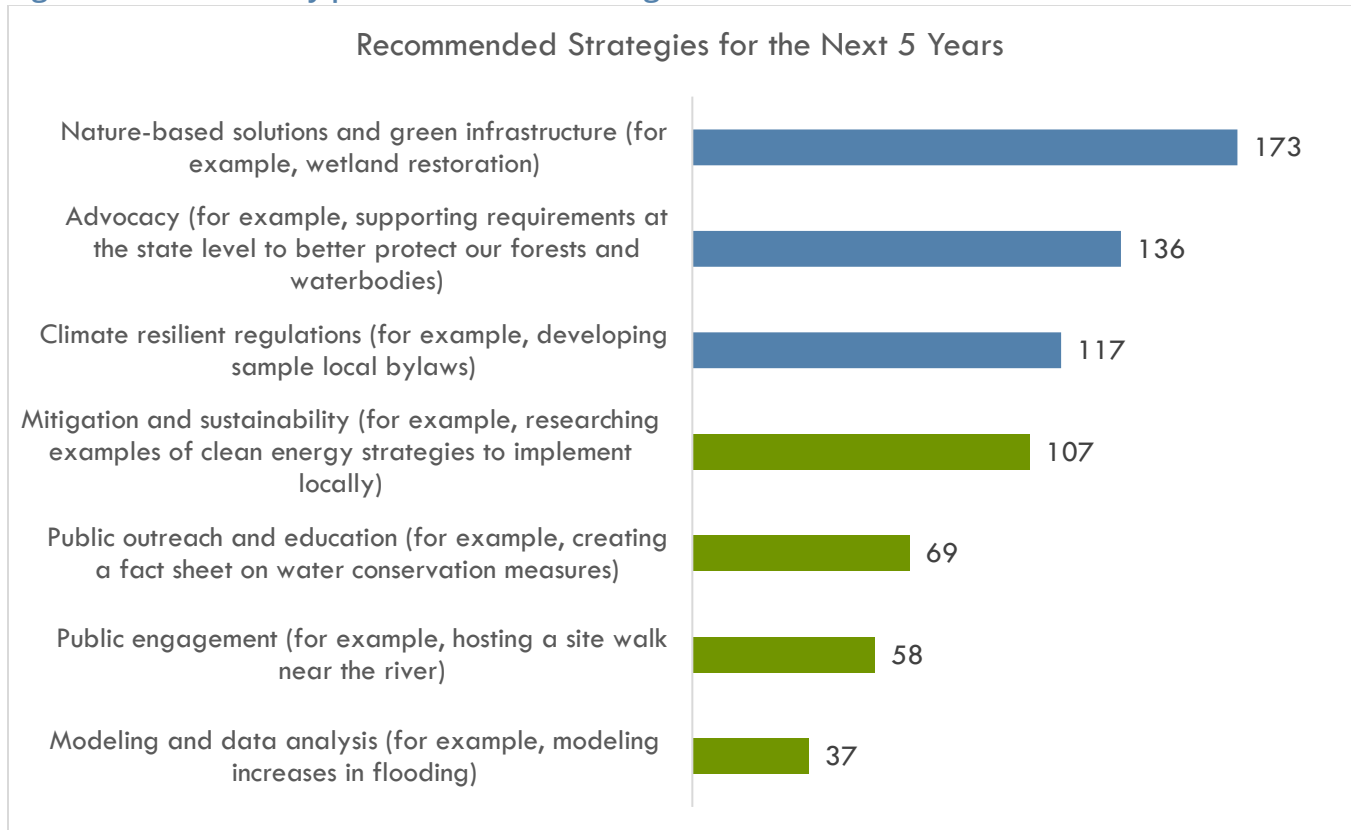 Recommended Strategies for the Next 5 Years
Nature-based solutions and green infrastructure (for
example, wetland restoration)
173
Advocacy (for example, supporting requirements at
the state level to better protect our forests and
waterbodies)
136
Climate resilient regulations (for example, developing
sample local bylaws)
117
Mitigation and sustainability (for example, researching
examples of clean energy strategies to implement
locally)
107
Public outreach and education (for example, creating
a fact sheet on water conservation measures)
69
Public engagement (for example, hosting a site walk
near the river)
58
Modeling and data analysis (for example, modeling
increases in flooding)
37